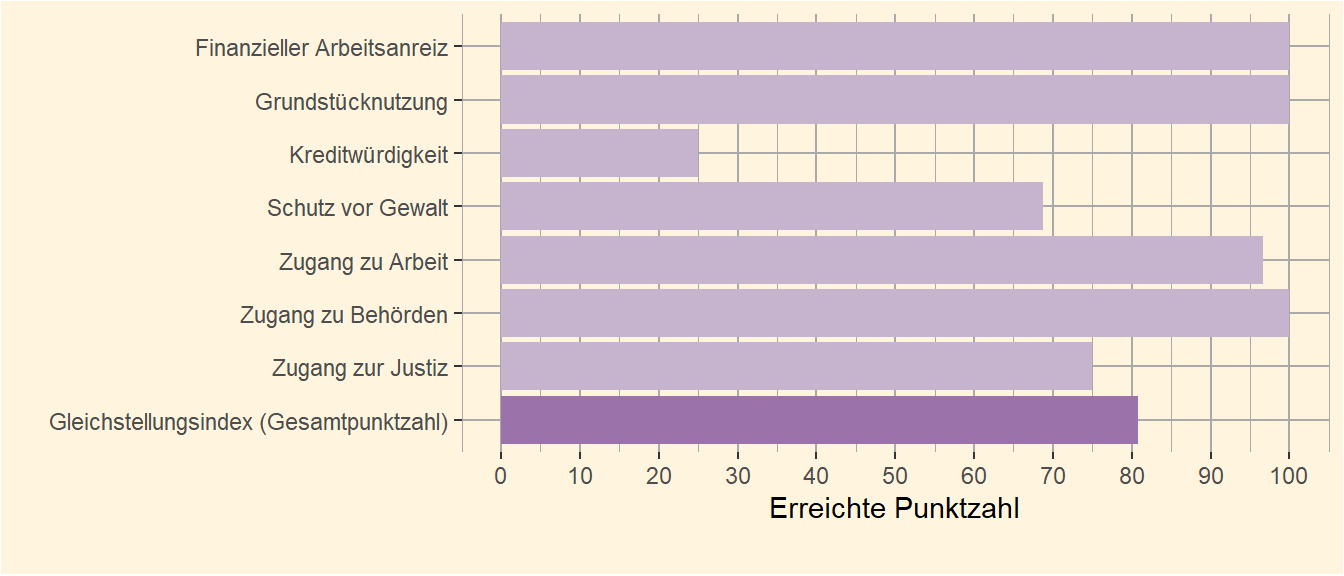 Finanzieller Arbeitsanreiz
Grundstücknutzung
Kreditwürdigkeit
Schutz vor Gewalt
Zugang zu Arbeit
Zugang zu Behörden
Zugang zur Justiz
Gleichstellungsindex (Gesamtpunktzahl)
0 10 20 30 40 50 60 70 80 90 100
Erreichte Punktzahl